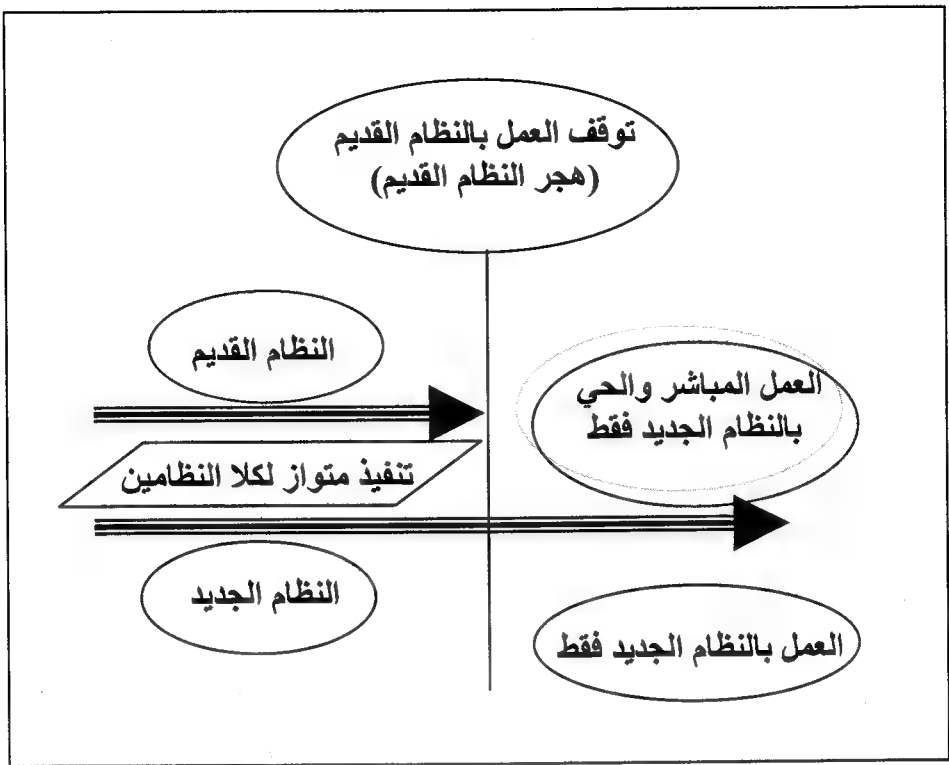 توقف العمل بالنظام القديم
(هجر النظام القديم)
النظام القديم
العمل المباشر والحي
بالنظام الجديد فقط
تنفيذ متواز لكلا النظامين
النظام الجديد
العمل بالنظام الجديد فقط